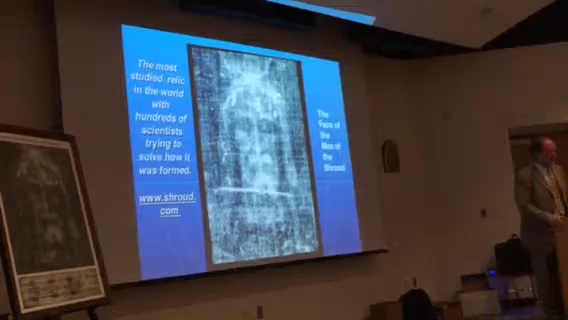 The most
studied relic
in the world
with
hundreds of
scientists
trying to
solve how it
was formed.
www.shroud.
com
The
Face of
the
Man of
the
Shroud